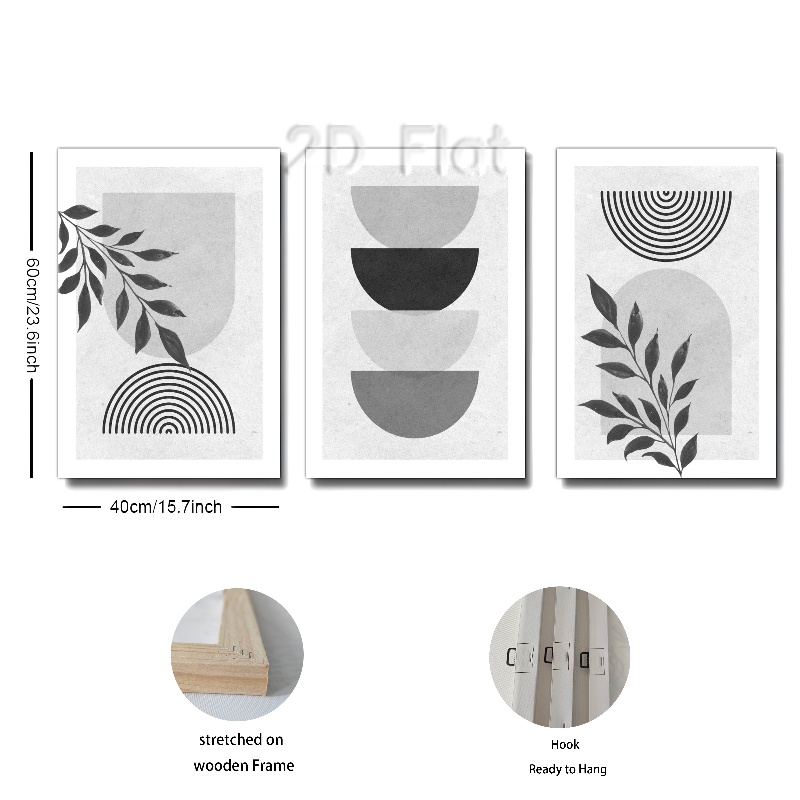 2D Flat
60cm/23.6inch
40cm/15.7inch
stretched on
wooden Frame
Hook
Ready to Hang